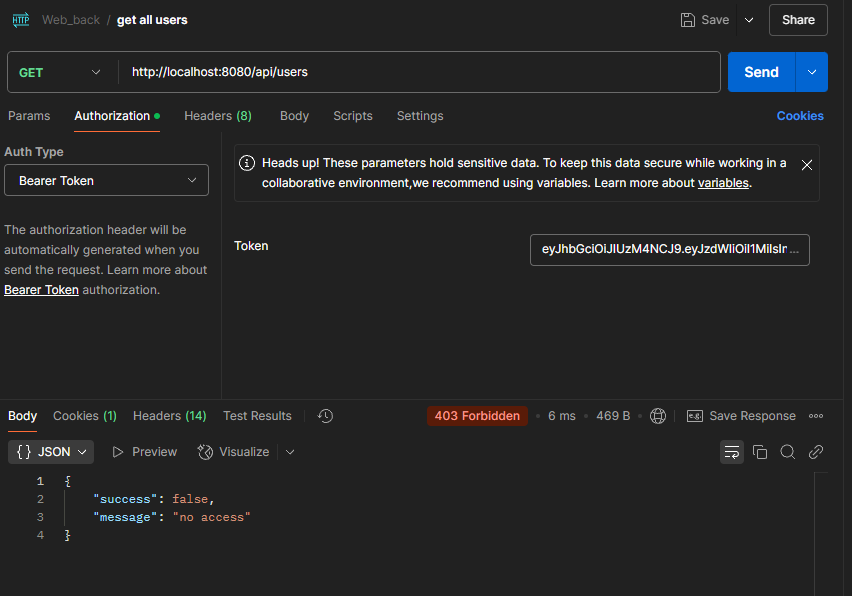 HTTP Web_back / get all users Save Share
GET http://localhost:8080/api/users Send
Params Authorization Headers (8) Body Scripts Settings Cookies
Auth Type
Bearer Token
The authorization header will be
automatically generated when you
send the request. Learn more about
Bearer Token authorization.
Heads up! These parameters hold sensitive data. To keep this data secure while working in a
collaborative environment,we recommend using variables. Learn more about variables.
Token eyJhbGciOiJIUzM4NCJ9.eyJzdWIiOiI1MiIsIr ...
Body Cookies (1) Headers (14) Test Results 403 Forbidden • 6 ms • 469 B • e.g. Save Response
{} JSON Preview Visualize
1 {
2 "success": false,
3 "message": "no access"
4 }